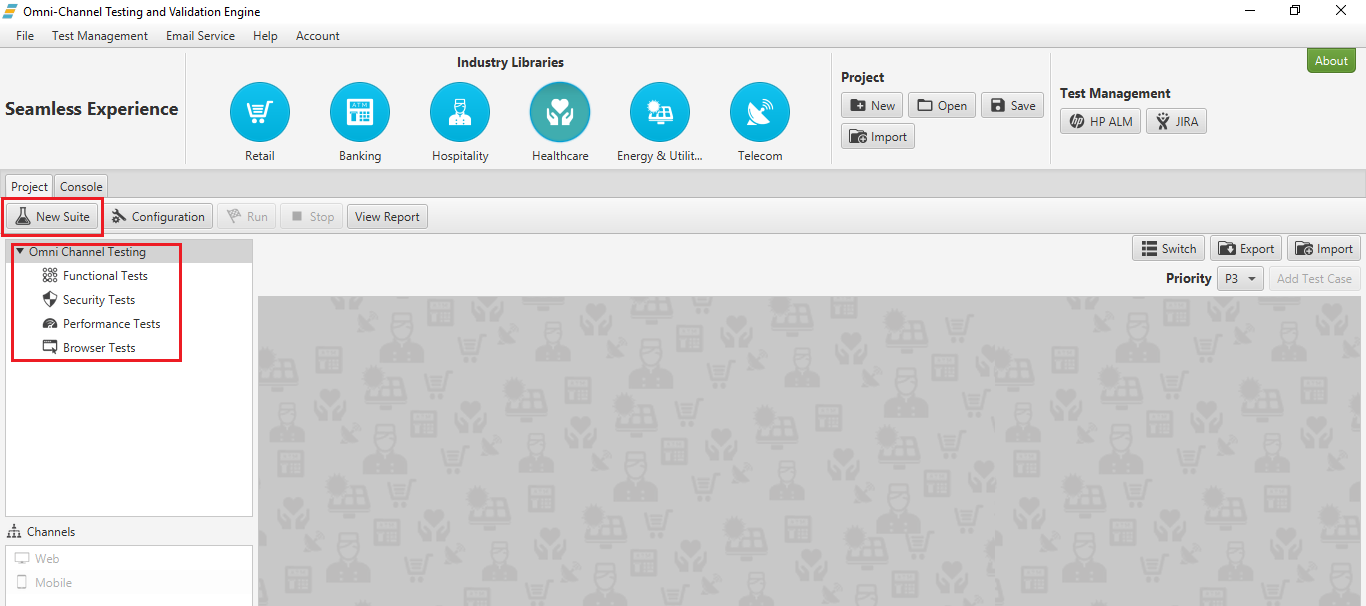 Omni-Channel Testing and Validation Engine
File Test Management Email Service Help Account
Seamless Experience
Industry Libraries
Retail
Banking
Hospitality
Healthcare
Energy & Utilit...
Telecom
Project
New Open Save
Import
Test Management
HP ALM JIRA
About
Project Console
New Suite Configuration Run Stop View Report
Omni Channel Testing
Functional Tests
Security Tests
Performance Tests
Browser Tests
Switch Export Import
Priority P3 Add Test Case
Channels
Web
Mobile